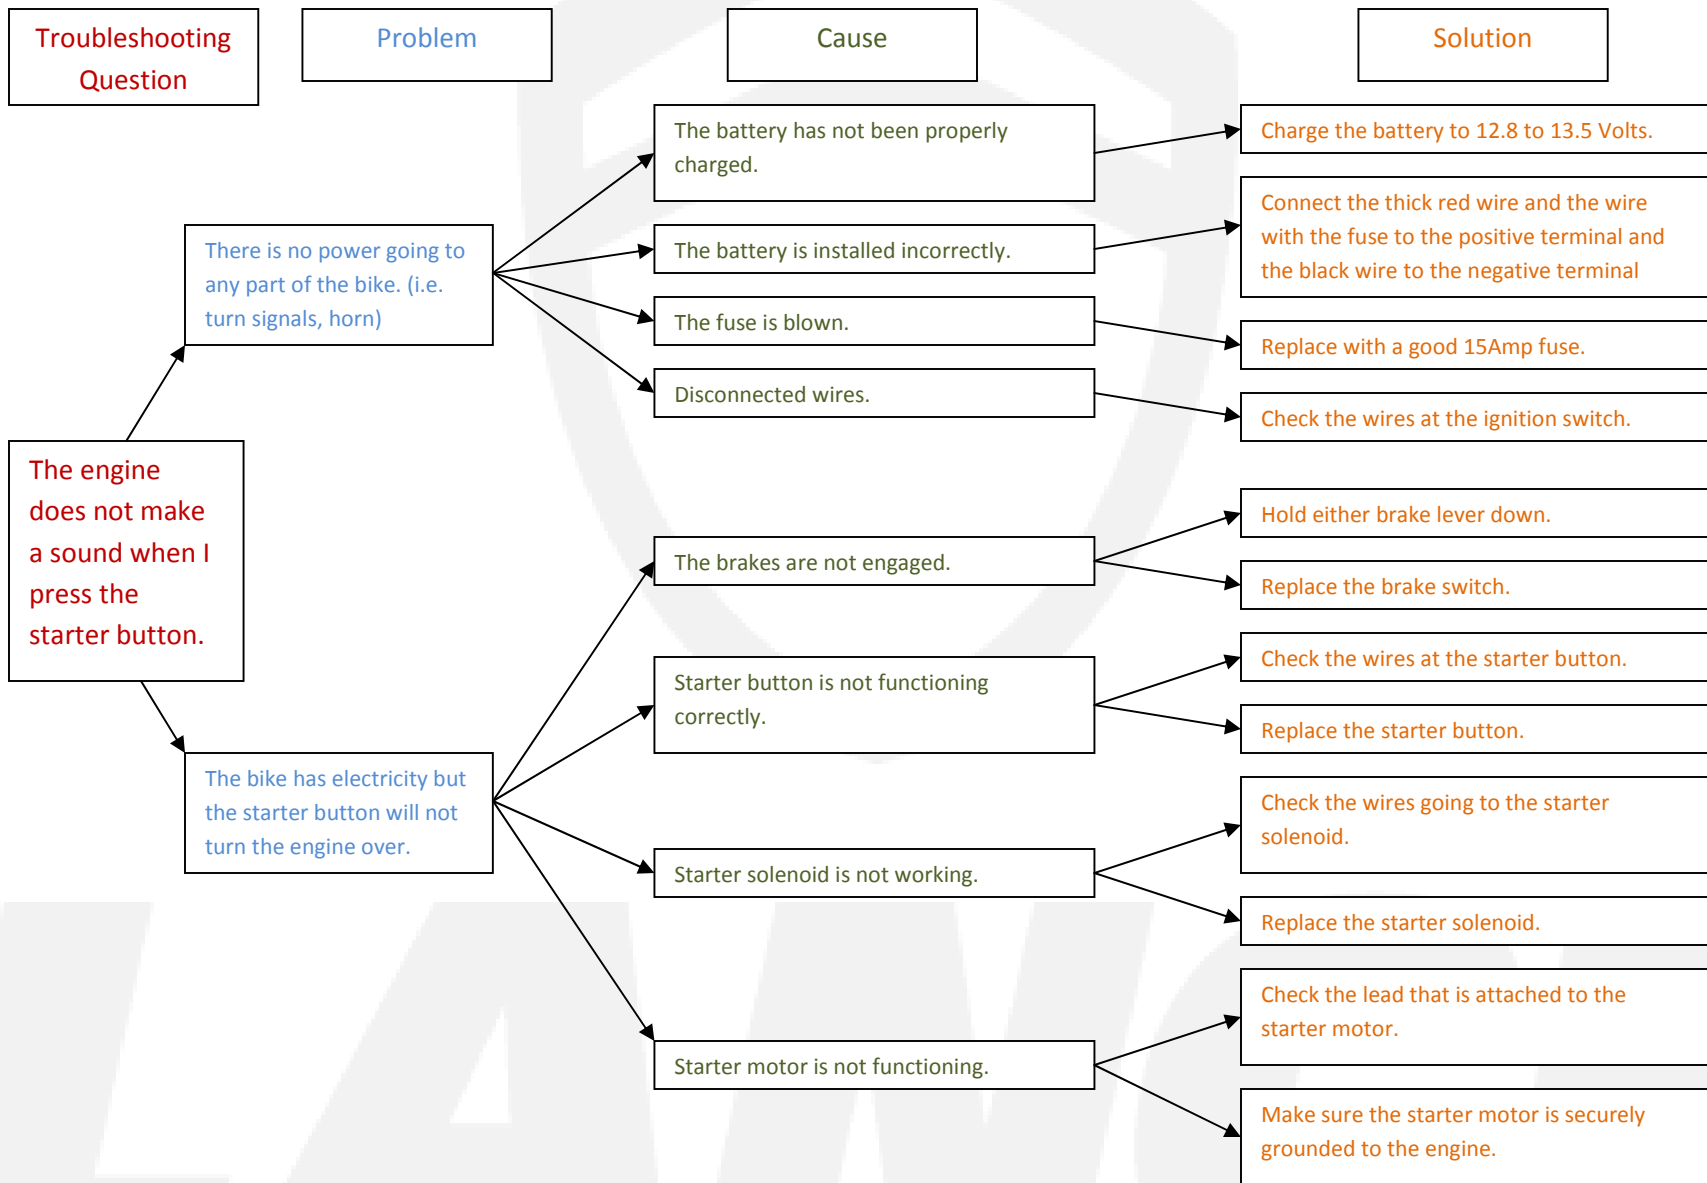 Troubleshooting
Question
Problem
Cause
Solution
The engine
does not make
a sound when I
press the
starter button.
There is no power going to
any part of the bike. (i.e.
turn signals, horn)
The battery has not been properly
charged.
Charge the battery to 12.8 to 13.5 Volts.
The battery is installed incorrectly.
Connect the thick red wire and the wire
with the fuse to the positive terminal and
the black wire to the negative terminal
The fuse is blown.
Replace with a good 15Amp fuse.
Disconnected wires.
Check the wires at the ignition switch.
The bike has electricity but
the starter button will not
turn the engine over.
The brakes are not engaged.
Hold either brake lever down.
Replace the brake switch.
Starter button is not functioning
correctly.
Check the wires at the starter button.
Replace the starter button.
Starter solenoid is not working.
Check the wires going to the starter
solenoid.
Replace the starter solenoid.
Starter motor is not functioning.
Check the lead that is attached to the
starter motor.
Make sure the starter motor is securely
grounded to the engine.